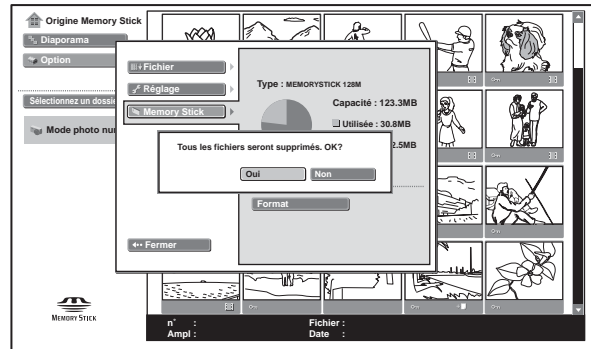 Origine Memory Stick
Diaporama
Option
Sélectionnez un dossie
Mode photo nu
Fichier
Réglage
Memory Stick
Type : MEMORYSTICK 128M
Capacité : 123.3MB
Utilisée : 30.8MB
2.5MB
Tous les fichiers seront supprimés. OK?
Oui
Non
Format
Fermer
MEMORY STICK
n° :
Fichier :
Ampl :
Date :